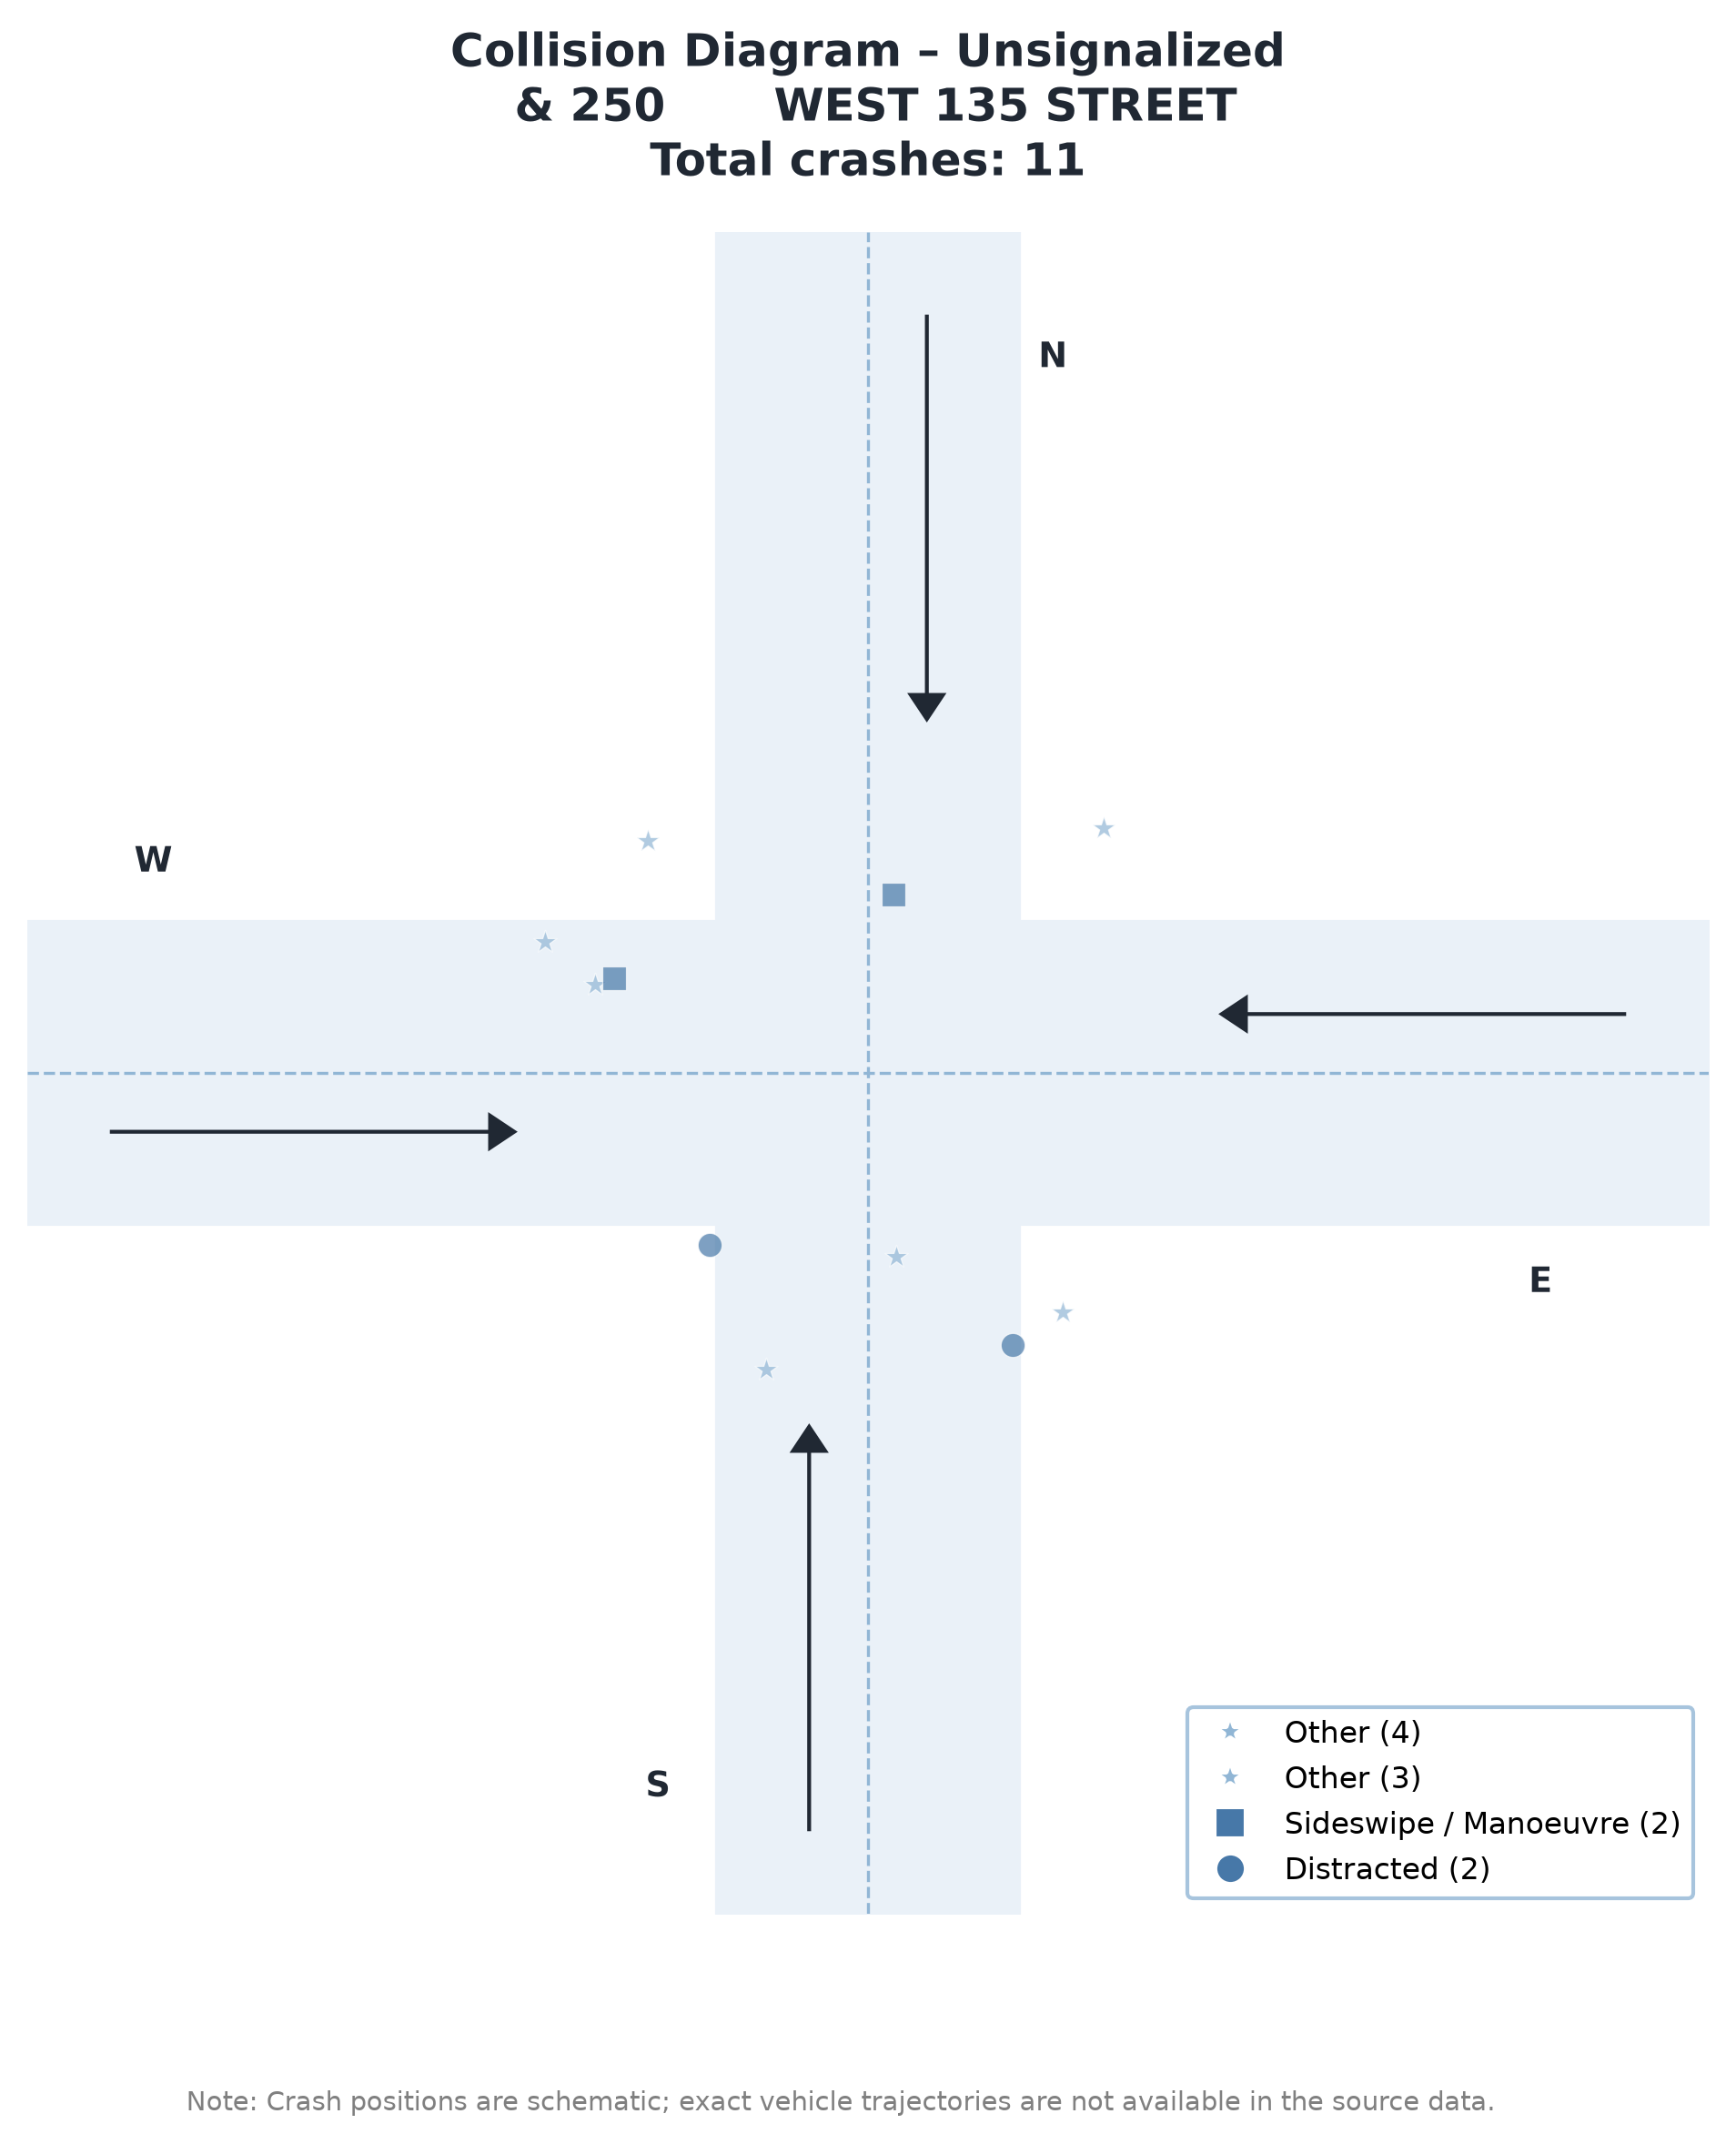 Collision Diagram – Unsignalized
& 250 WEST 135 STREET
Total crashes: 11
N
W
E
S
Other (4)
Other (3)
Sideswipe / Manoeuvre (2)
Distracted (2)
Note: Crash positions are schematic; exact vehicle trajectories are not available in the source data.